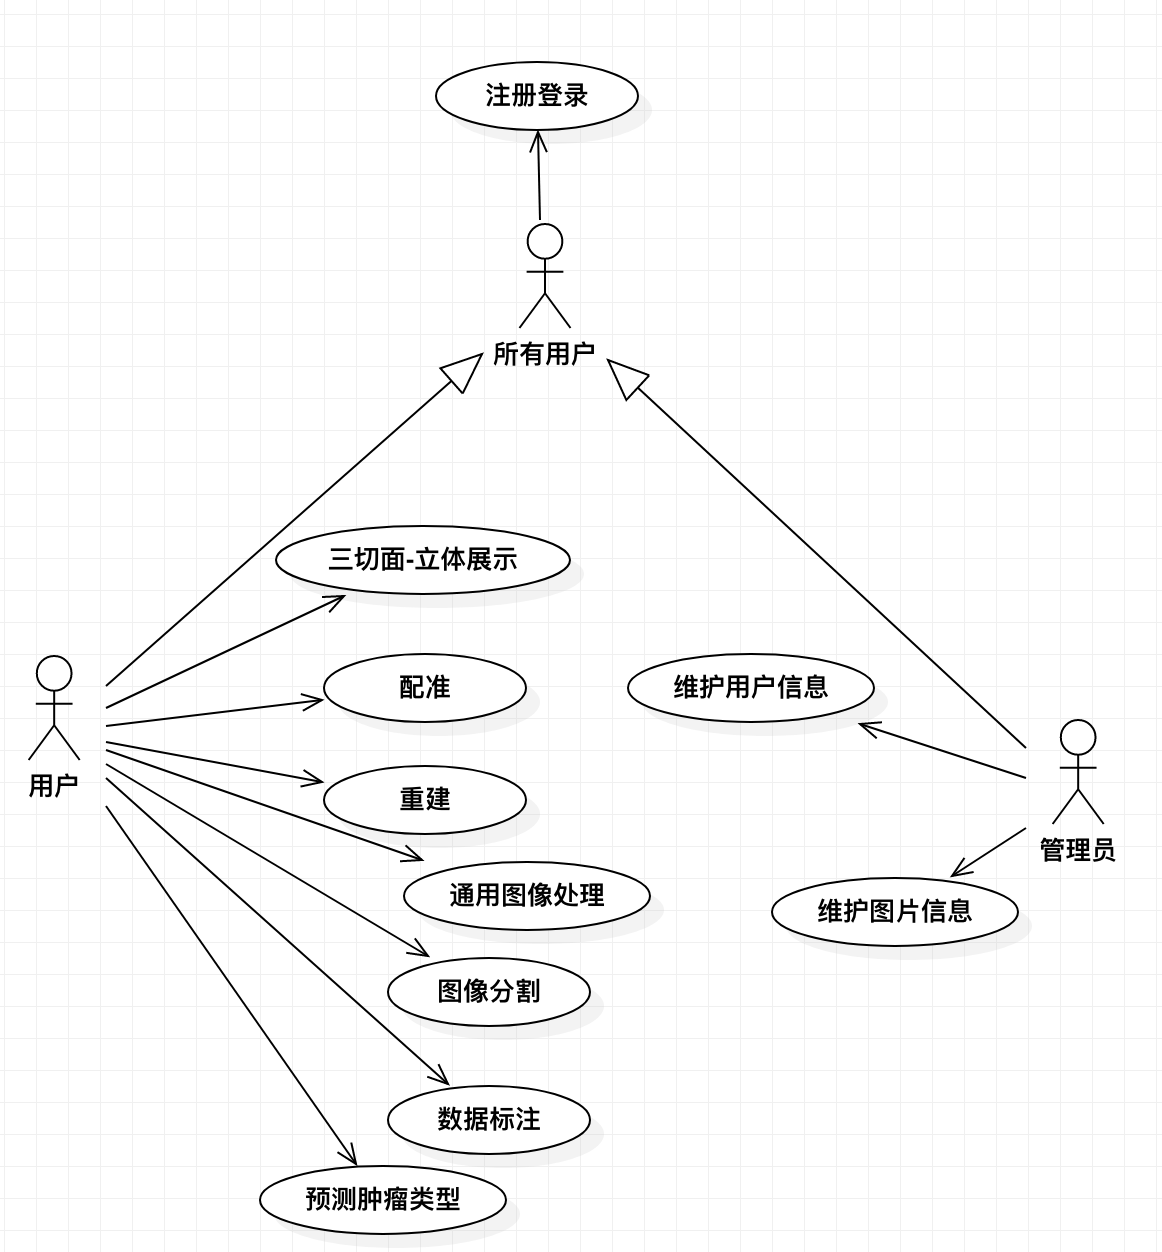 注册登录
所有用户
三切面-立体展示
配准
维护用户信息
用户
重建
管理员
通用图像处理
维护图片信息
图像分割
数据标注
预测肿瘤类型